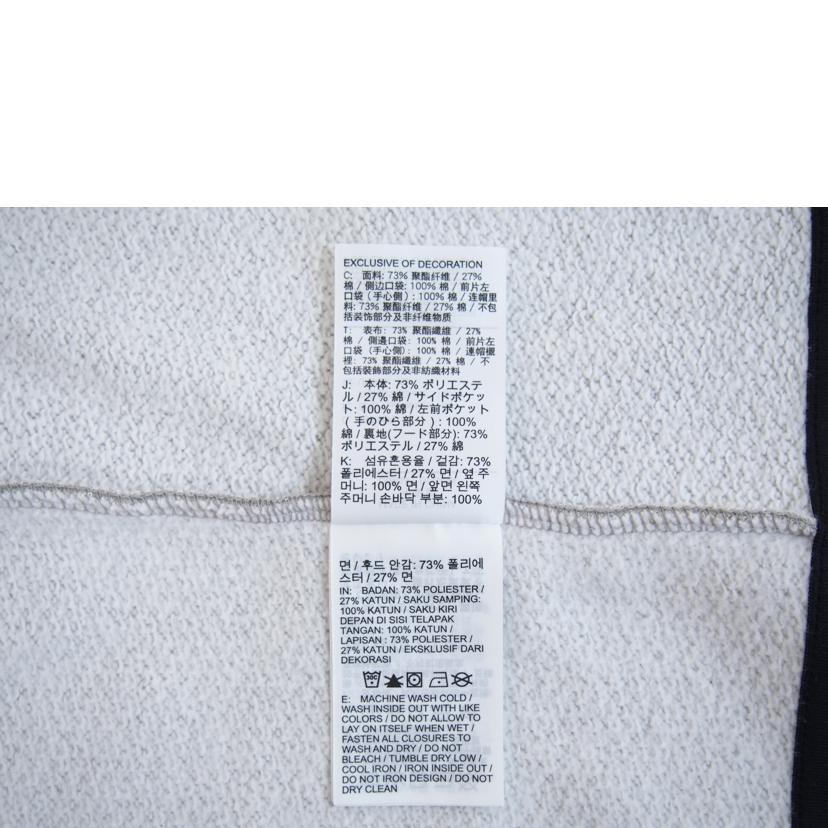 EXCLUSIVE OF DECORATION
C: 面料: 73% 聚酯纤维 / 27%
棉 / 侧边口袋: 100% 棉 / 前片左
口袋 (手心侧) : 100% 棉 / 连帽里
料: 73% 聚酯纤维 / 27% 棉 / 不包
括装饰部分及非纤维物质
T: 表布: 73% 聚酯纖維 / 27%
棉 / 側邊口袋: 100% 棉 / 前片左
口袋 (手心側): 100% 棉 / 連帽襯
裡: 73% 聚酯纖維 / 27% 棉 / 不
包括裝飾部分及非紡織材料
J: 本体: 73% ポリエステ
ル / 27% 綿 / サイドポケッ
ト: 100% 綿 / 左前ポケット
( 手のひら部分 ) : 100%
綿 / 裏地(フード部分): 73%
ポリエステル / 27% 綿
K: 섬유혼용율 / 겉감: 73%
폴리에스터 / 27% 면 / 옆 주
머니: 100% 면 / 앞면 왼쪽
주머니 손바닥 부분: 100%
면 / 후드 안감: 73% 폴리에
스터 / 27% 면
IN: BADAN: 73% POLIESTER /
27% KATUN / SAKU SAMPING:
100% KATUN / SAKU KIRI
DEPAN DI SISI TELAPAK
TANGAN: 100% KATUN /
LAPISAN : 73% POLIESTER /
27% KATUN / EKSKLUSIF DARI
DEKORASI
30C
E: MACHINE WASH COLD /
WASH INSIDE OUT WITH LIKE
COLORS / DO NOT ALLOW TO
LAY ON ITSELF WHEN WET /
FASTEN ALL CLOSURES TO
WASH AND DRY / DO NOT
BLEACH / TUMBLE DRY LOW /
COOL IRON / IRON INSIDE OUT /
DO NOT IRON DESIGN / DO NOT
DRY CLEAN